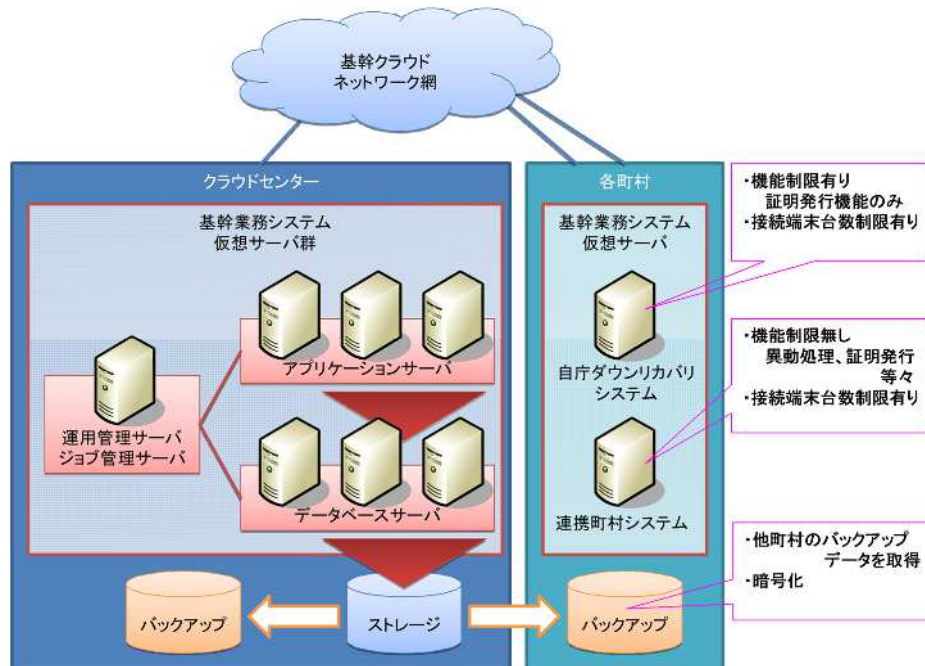 基幹クラウド
ネットワーク網
クラウドセンター
基幹業務システム
仮想サーバ群
アプリケーションサーバ
運用管理サーバ
ジョブ管理サーバ
データベースサーバ
バックアップ
ストレージ
各町村
基幹業務システム
仮想サーバ
自庁ダウンリカバリ
システム
連携町村システム
バックアップ
・機能制限有り
証明発行機能のみ
・接続端末台数制限有り
・機能制限無し
異動処理、証明発行
等々
・接続端末台数制限有り
・他町村のバックアップ
データを取得
・暗号化